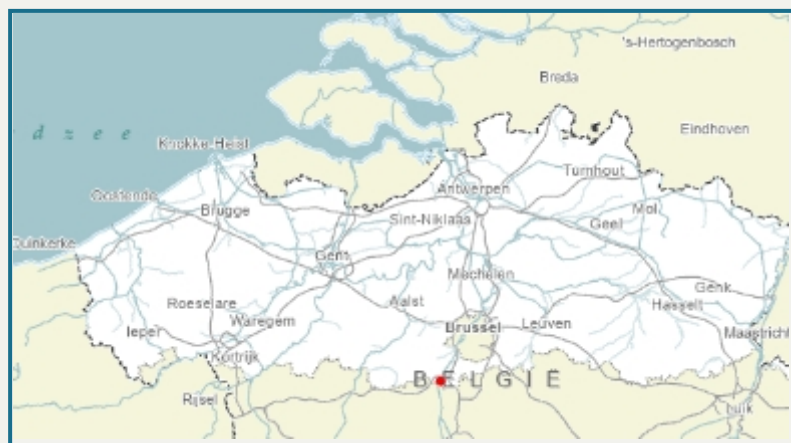 's-Hertogenbosch
Breda
Eindhoven
d z e e
Knokke-Heist
Turnhout
Antwerpen
Oostende
Mol
Brugge
Sint-Niklaas
Geel
Duinkerke
Gent
Mechelen
Genk
Roeselare
Aalst
Hasselt
Ieper
Waregem
Brussel
Leuven
Maastricht
Kortrijk
BELGIË
Rijsel
Luik